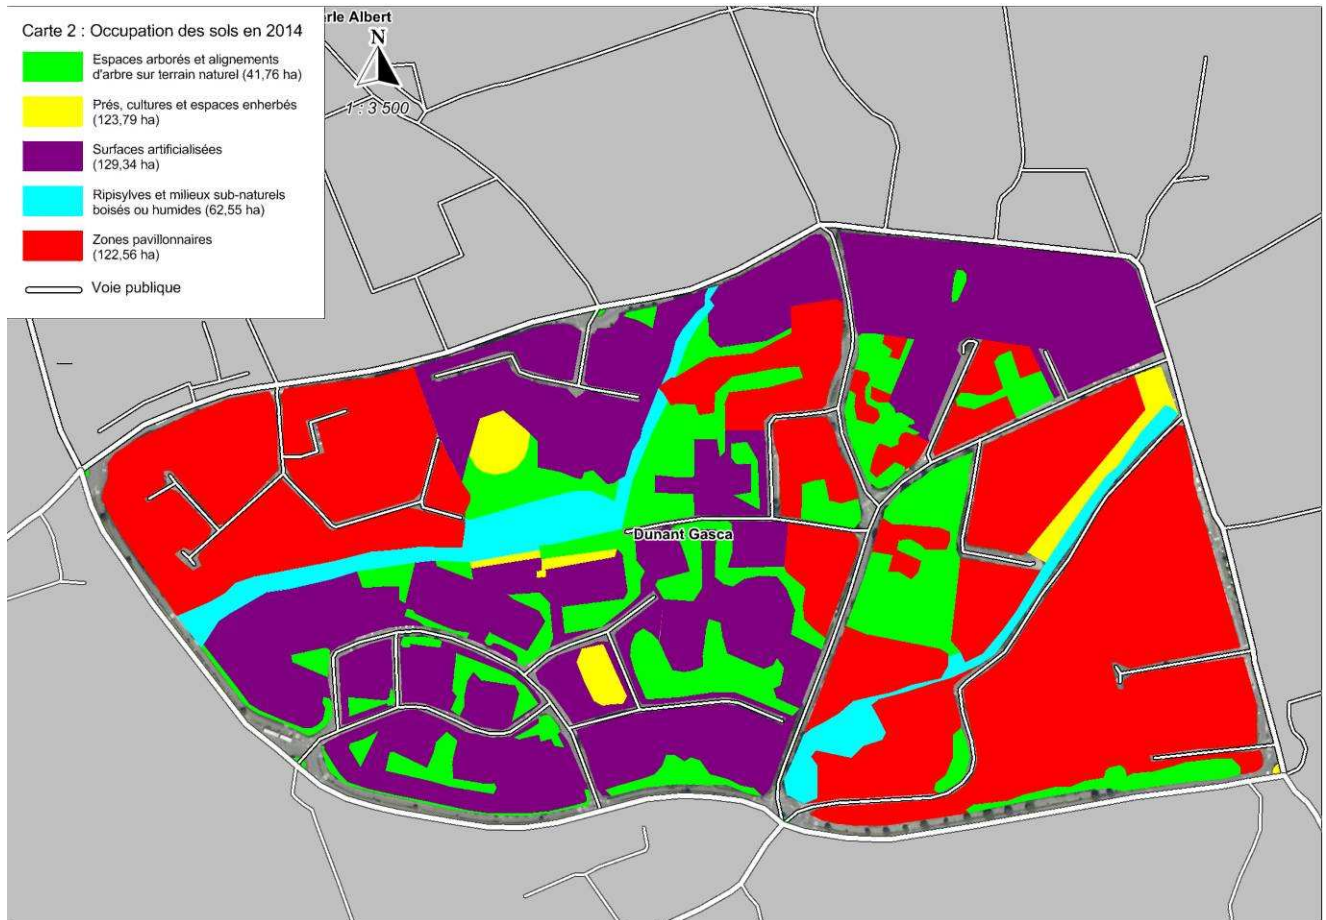 Carte 2 : Occupation des sols en 2014
Espaces arborés et alignements
d'arbre sur terrain naturel (41,76 ha)
Prés, cultures et espaces enherbés
(123,79 ha)
Surfaces artificialisées
(129,34 ha)
Ripisylves et milieux sub-naturels
boisés ou humides (62,55 ha)
Zones pavillonnaires
(122,56 ha)
Voie publique
rle Albert
N
1 : 3 500
Dunant Gasca